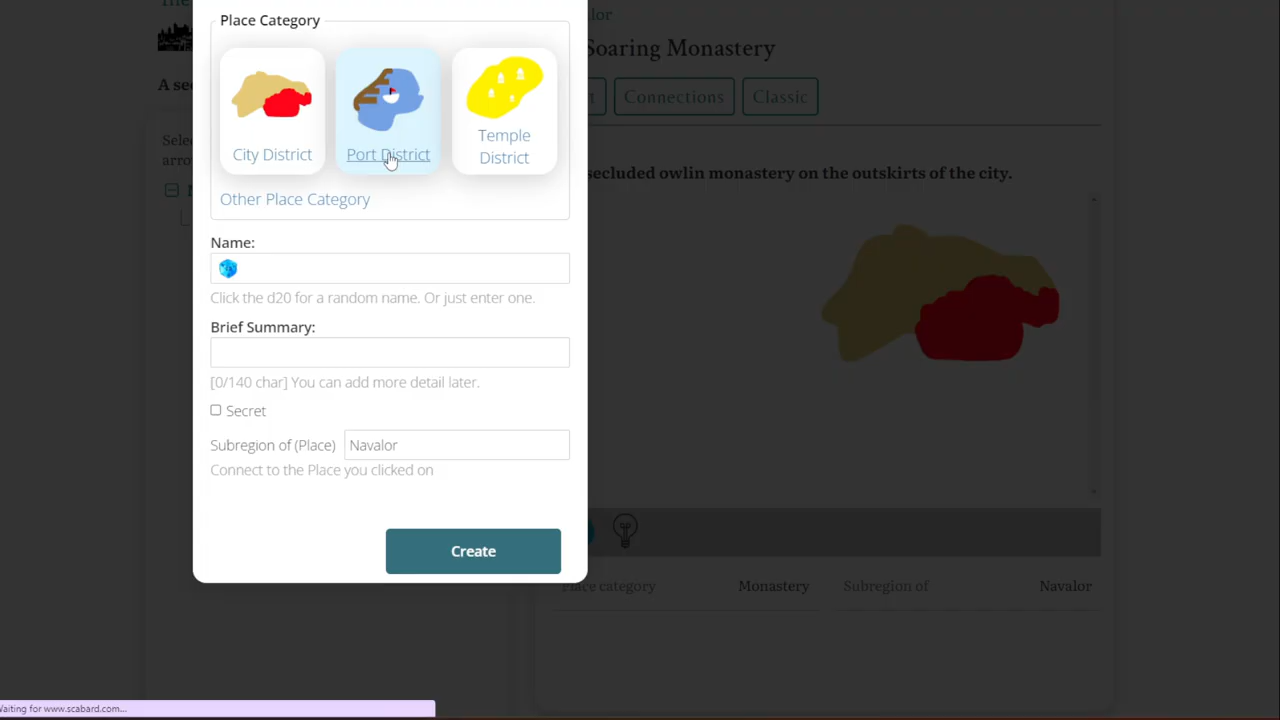 Place Category
City District
Port District
Temple
District
Other Place Category
Name:
Click the d20 for a random name. Or just enter one.
Brief Summary:
[0/140 char] You can add more detail later.
Secret
Subregion of (Place) Navalor
Connect to the Place you clicked on
Create
Soaring Monastery
Connections
Classic
secluded owlin monastery on the outskirts of the city.
Place category Monastery Subregion of Navalor
Waiting for www.scabard.com...